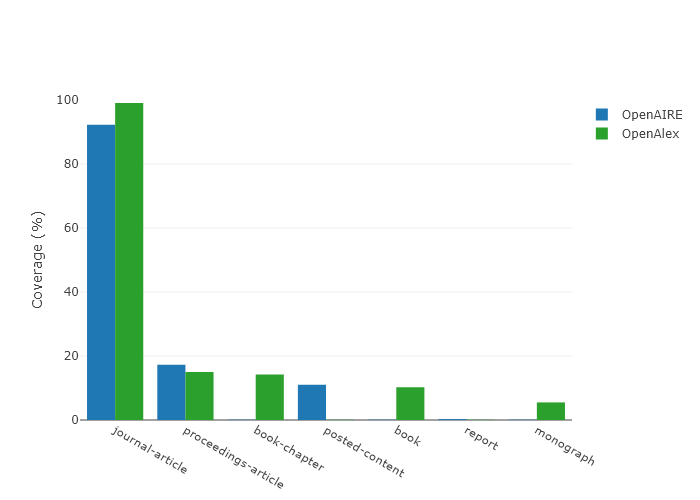 100
80
60
40
20
0
Coverage (%)
journal-article
proceedings-article
book-chapter
posted-content
book
report
monograph
OpenAIRE
OpenAlex